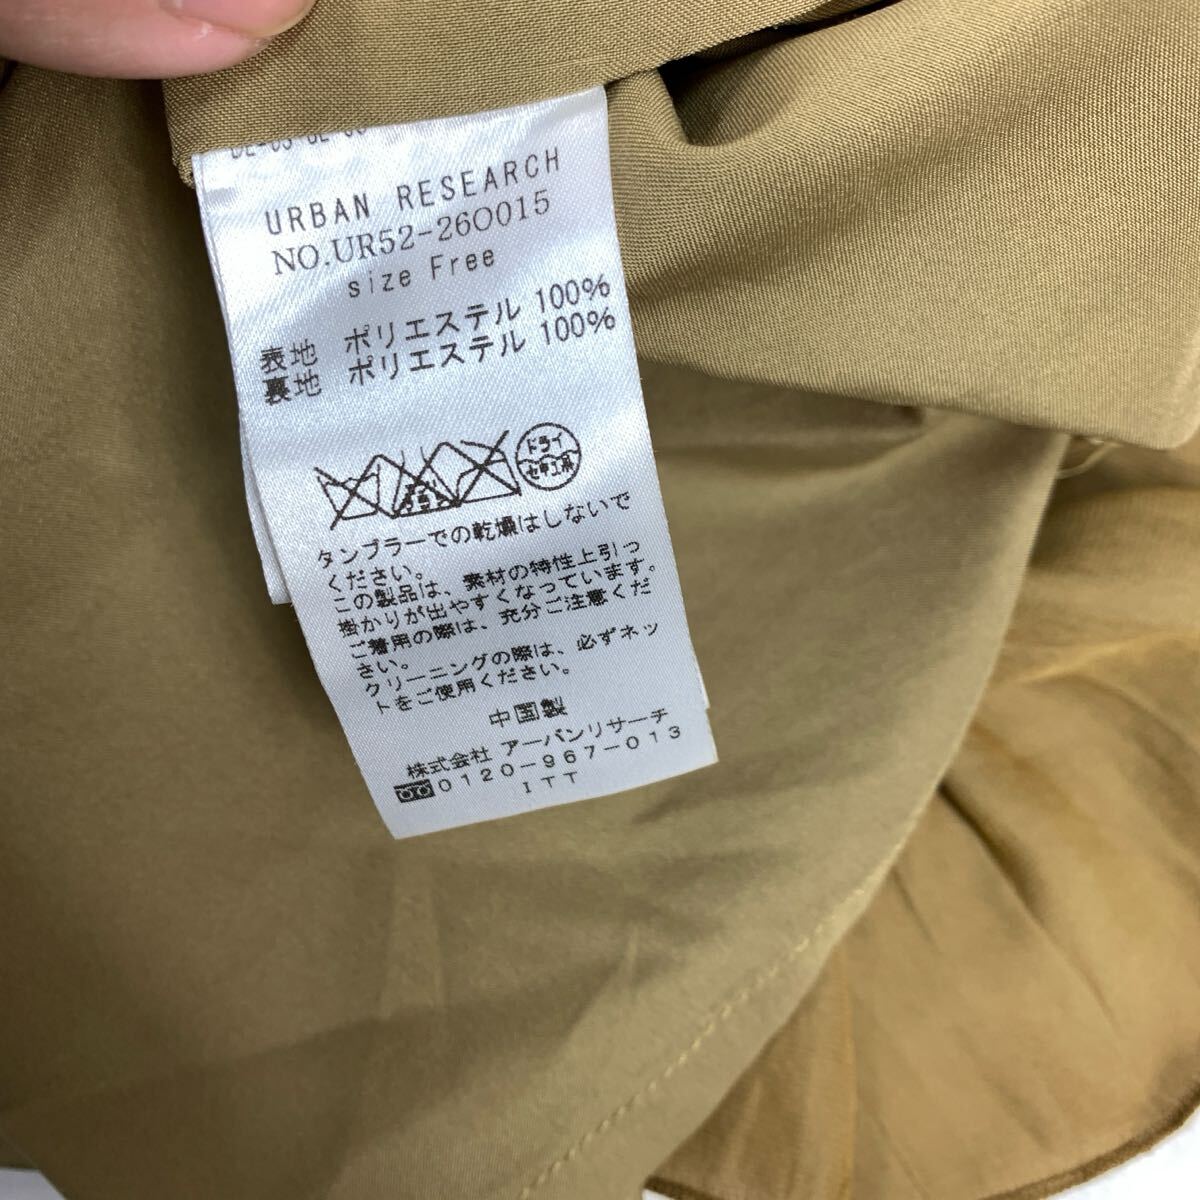 URBAN RESEARCH
NO.UR52-26O015
size Free
表地 ポリエステル 100%
裏地 ポリエステル 100%
ドライ
セキユ系
タンブラーでの乾燥はしないで
ください。
この製品は、素材の特性上引っ
掛かりが出やすくなっています。
ご着用の際は、充分ご注意くだ
さい。
クリーニングの際は、必ずネッ
トをご使用ください。
中国製
株式会社 アーバンリサーチ
0120-967-013
ITT